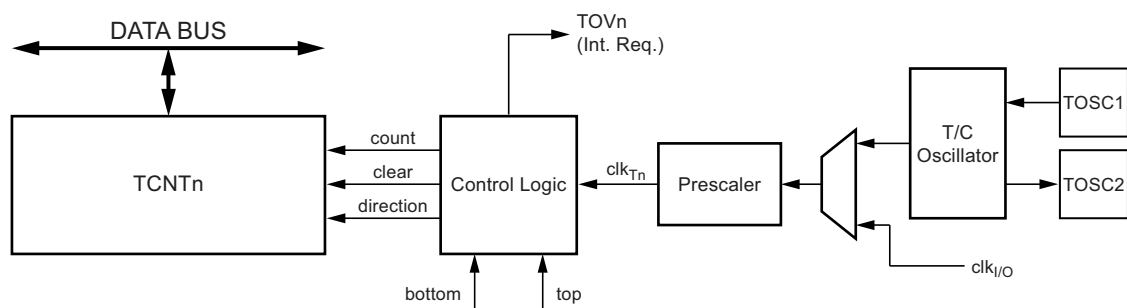 DATA BUS
TOVn
(Int. Req.)
TOSC1
T/C
Oscillator
count
TCNTn
clear
Control Logic
clkTn
Prescaler
TOSC2
direction
clkI/O
bottom
top